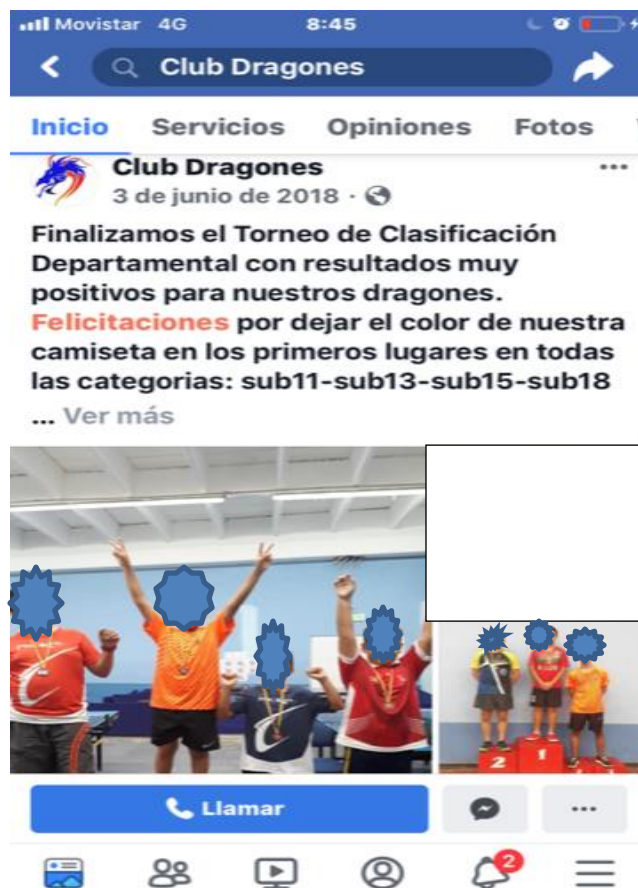 Movistar 4G 8:45
Club Dragones
Inicio Servicios Opiniones Fotos
Club Dragones
3 de junio de 2018
Finalizamos el Torneo de Clasificación
Departamental con resultados muy
positivos para nuestros dragones.
Felicitaciones por dejar el color de nuestra
camiseta en los primeros lugares en todas
las categorias: sub11-sub13-sub15-sub18
... Ver más
2 1
Llamar
2